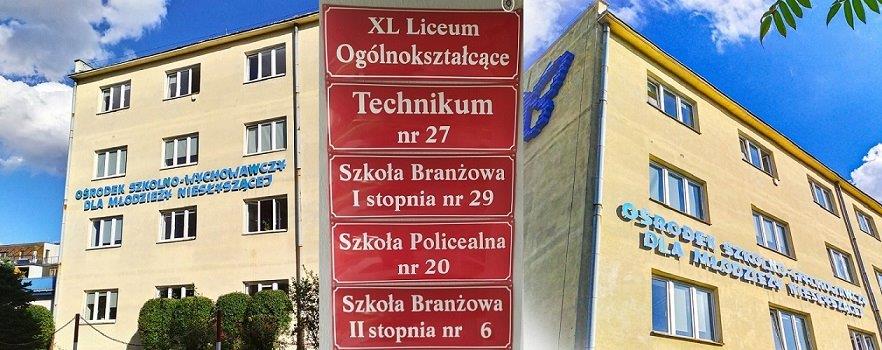 OŚRODEK SZKOLNO-WYCHOWAWCZY
DLA MŁODZIEŻY NIESŁYSZĄCEJ
XL Liceum
Ogólnokształcące
Technikum
nr 27
Szkoła Branżowa
I stopnia nr 29
Szkoła Policealna
nr 20
Szkoła Branżowa
II stopnia nr 6
OŚRODEK SZKOLNO-WYCHOWAWCZY
DLA MŁODZIEŻY NIESŁYSZĄCEJ